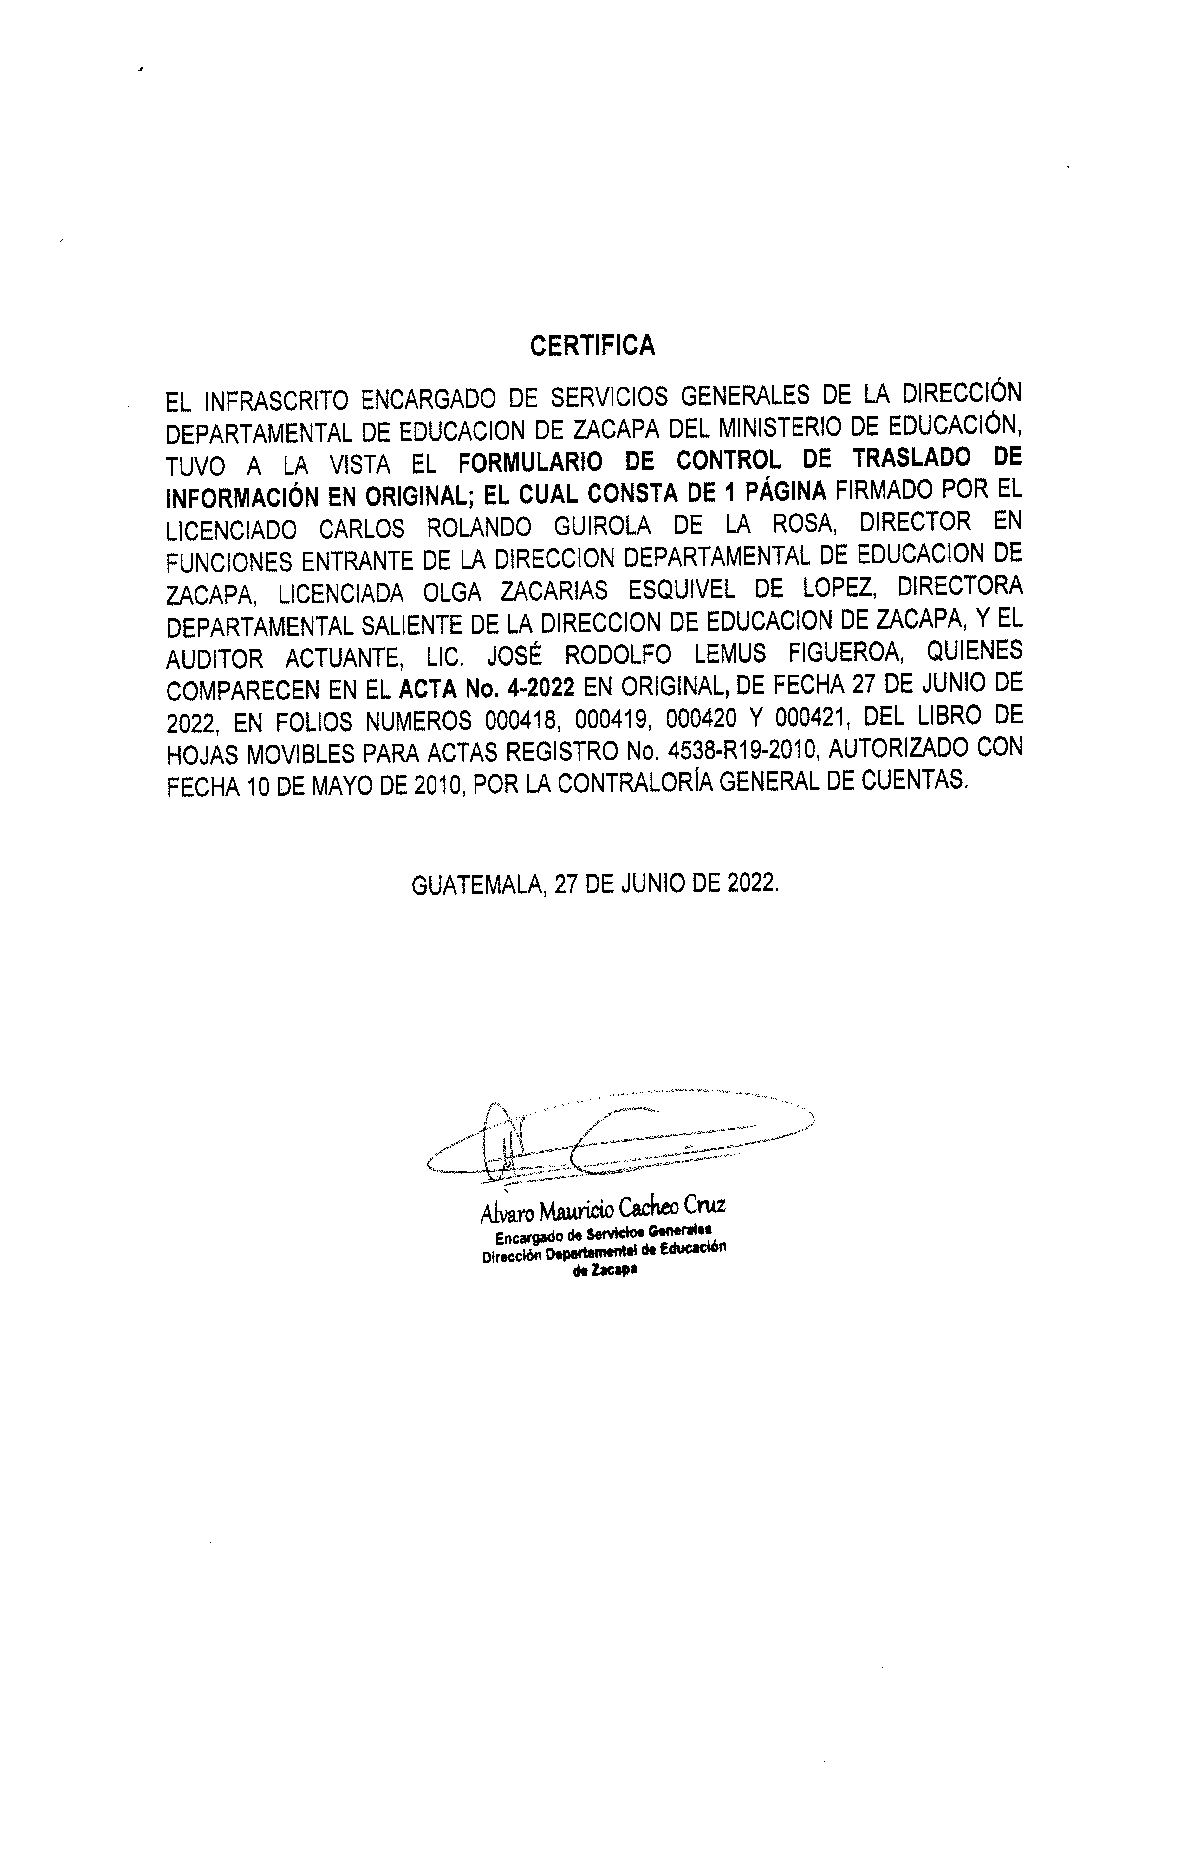 CERTIFICA
EL INFRASCRITO ENCARGADO DE SERVICIOS GENERALES DE LA DIRECCIÓN
DEPARTAMENTAL DE EDUCACION DE ZACAPA DEL MINISTERIO DE EDUCACIÓN,
TUVO A LA VISTA EL FORMULARIO DE CONTROL DE TRASLADO DE
INFORMACIÓN EN ORIGINAL; EL CUAL CONSTA DE 1 PÁGINA FIRMADO POR EL
LICENCIADO CARLOS ROLANDO GUIROLA DE LA ROSA, DIRECTOR EN
FUNCIONES ENTRANTE DE LA DIRECCION DEPARTAMENTAL DE EDUCACION DE
ZACAPA, LICENCIADA OLGA ZACARIAS ESQUIVEL DE LOPEZ, DIRECTORA
DEPARTAMENTAL SALIENTE DE LA DIRECCION DE EDUCACION DE ZACAPA, Y EL
AUDITOR ACTUANTE, LIC. JOSÉ RODOLFO LEMUS FIGUEROA, QUIENES
COMPARECEN EN EL ACTA No. 4-2022 EN ORIGINAL, DE FECHA 27 DE JUNIO DE
2022, EN FOLIOS NUMEROS 000418, 000419, 000420 Y 000421, DEL LIBRO DE
HOJAS MOVIBLES PARA ACTAS REGISTRO No. 4538-R19-2010, AUTORIZADO CON
FECHA 10 DE MAYO DE 2010, POR LA CONTRALORÍA GENERAL DE CUENTAS.
GUATEMALA, 27 DE JUNIO DE 2022.
Alvaro Mauricio Cacheo Cruz
Encargado de Servicios Generales
Dirección Departamental de Educación
de Zacapa